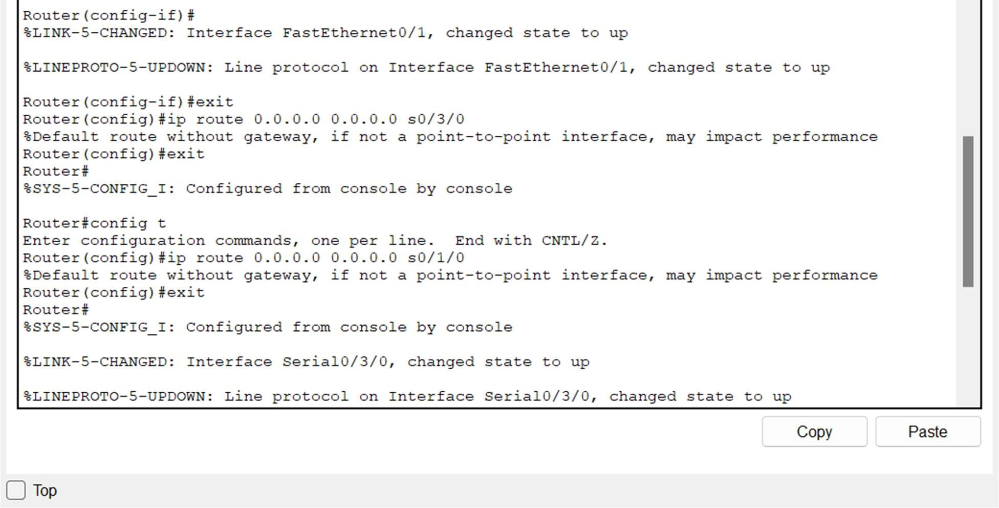 Router(config-if)#
%LINK-5-CHANGED: Interface FastEthernet0/1, changed state to up
%LINEPROTO-5-UPDOWN: Line protocol on Interface FastEthernet0/1, changed state to up
Router(config-if)#exit
Router(config)#ip route 0.0.0.0 0.0.0.0 s0/3/0
%Default route without gateway, if not a point-to-point interface, may impact performance
Router(config)#exit
Router#
%SYS-5-CONFIG_I: Configured from console by console
Router#config t
Enter configuration commands, one per line.  End with CNTL/Z.
Router(config)#ip route 0.0.0.0 0.0.0.0 s0/1/0
%Default route without gateway, if not a point-to-point interface, may impact performance
Router(config)#exit
Router#
%SYS-5-CONFIG_I: Configured from console by console
%LINK-5-CHANGED: Interface Serial0/3/0, changed state to up
%LINEPROTO-5-UPDOWN: Line protocol on Interface Serial0/3/0, changed state to up
Copy Paste
Top